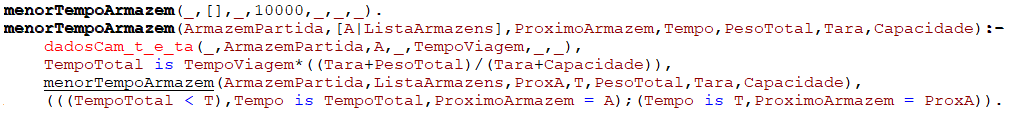 menorTempoArmazem(_,[],_,10000,_,_,_).
menorTempoArmazem(ArmazemPartida,[A|ListaArmazens],ProximoArmazem,Tempo,PesoTotal,Tara,Capacidade):-
dadosCam_t_e_ta(_,ArmazemPartida,A,_,TempoViagem,_,_),
TempoTotal is TempoViagem*((Tara+PesoTotal)/(Tara+Capacidade)),
menorTempoArmazem(ArmazemPartida,ListaArmazens,ProxA,T,PesoTotal,Tara,Capacidade),
(((TempoTotal < T),Tempo is TempoTotal,ProximoArmazem = A);(Tempo is T,ProximoArmazem = ProxA)).